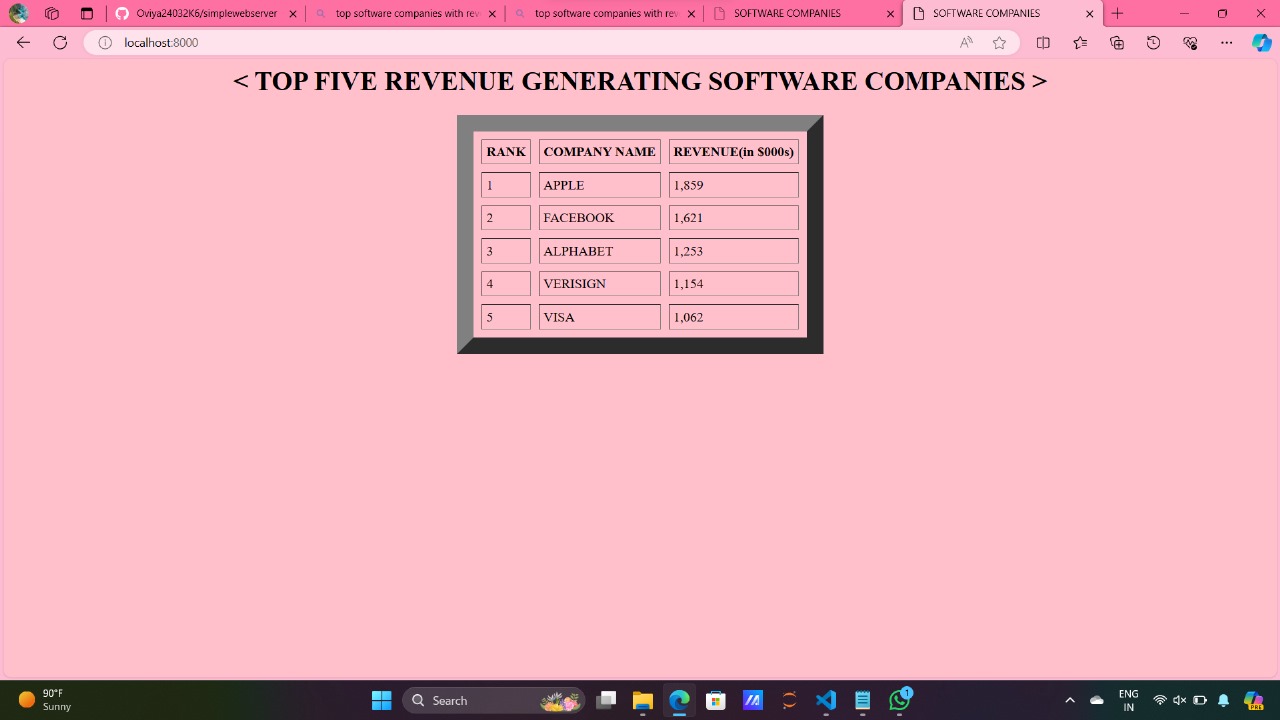 Oviya24032K6/simplewebserver
top software companies with rev
top software companies with rev
SOFTWARE COMPANIES
SOFTWARE COMPANIES
localhost:8000
< TOP FIVE REVENUE GENERATING SOFTWARE COMPANIES >
RANK COMPANY NAME REVENUE(in $000s)
1 APPLE 1,859
2 FACEBOOK 1,621
3 ALPHABET 1,253
4 VERISIGN 1,154
5 VISA 1,062
90°F
Sunny
Search
1
ENG
IN
PRE